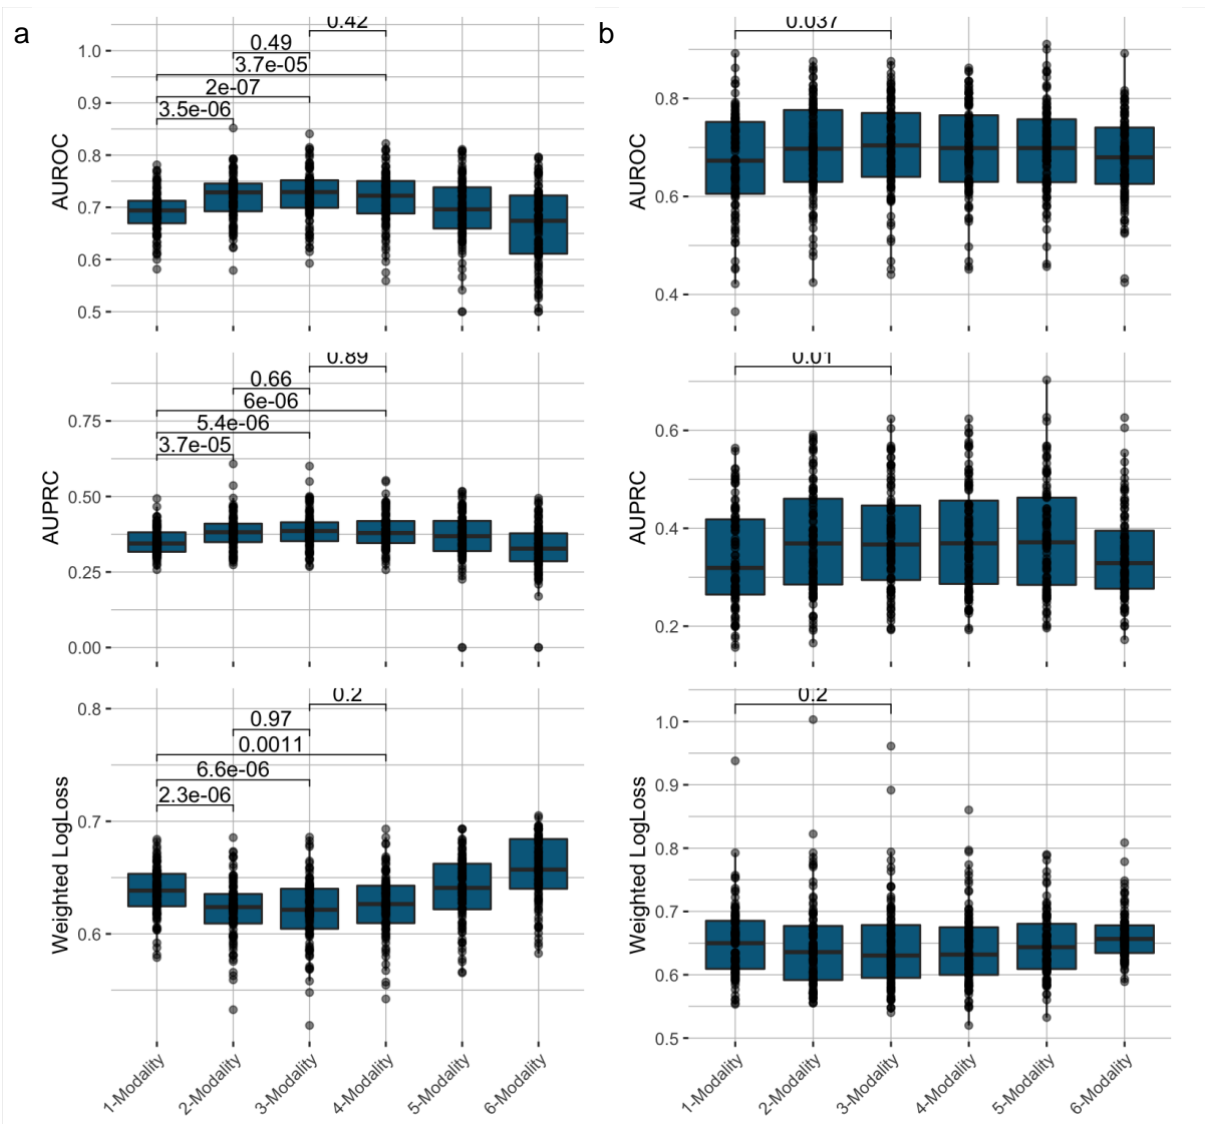 a
0.42
0.49
3.7e-05
2e-07
3.5e-06
AUROC
1.0
0.9
0.8
0.7
0.6
0.5
0.89
0.66
6e-06
5.4e-06
3.7e-05
AUPRC
0.75
0.50
0.25
0.00
0.2
0.97
0.0011
6.6e-06
2.3e-06
Weighted LogLoss
0.8
0.7
0.6
1-Modality
2-Modality
3-Modality
4-Modality
5-Modality
6-Modality
b
0.037
AUROC
0.8
0.6
0.4
0.01
AUPRC
0.6
0.4
0.2
0.2
Weighted LogLoss
1.0
0.9
0.8
0.7
0.6
0.5
1-Modality
2-Modality
3-Modality
4-Modality
5-Modality
6-Modality